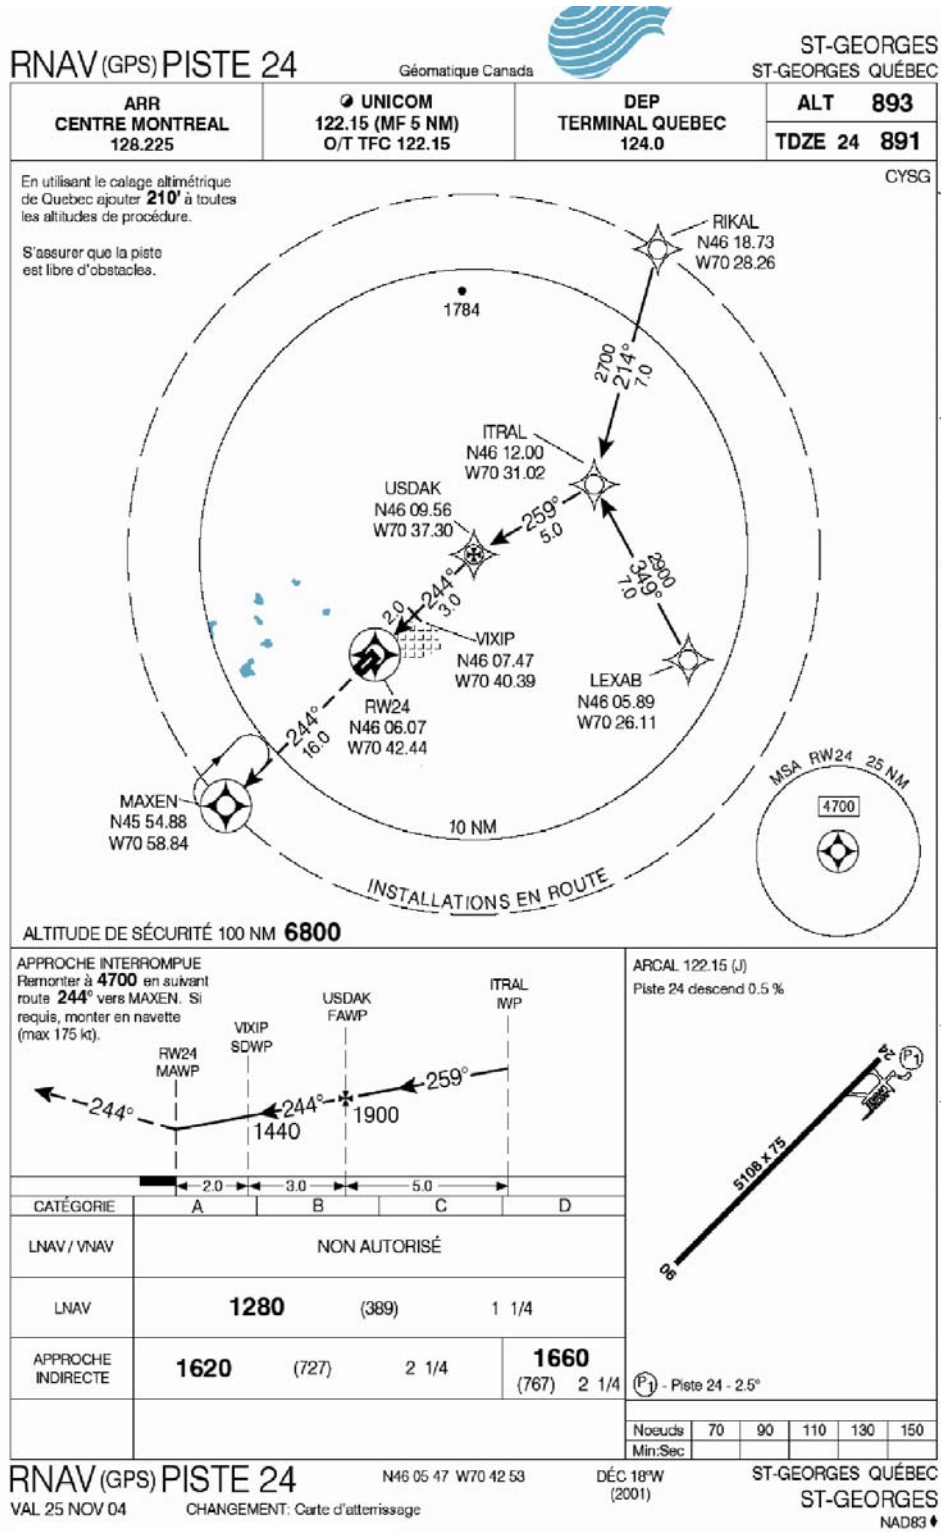 RNAV (GPS) PISTE 24
Géomatique Canada
ST-GEORGES
ST-GEORGES QUÉBEC
ARR
CENTRE MONTREAL
128.225
UNICOM
122.15 (MF 5 NM)
O/T TFC 122.15
DEP
TERMINAL QUEBEC
124.0
ALT 893
TDZE 24 891
CYSG
En utilisant le calage altimétrique
de Quebec ajouter 210' à toutes
les altitudes de procédure.
S'assurer que la piste
est libre d'obstacles.
RIKAL
N46 18.73
W70 28.26
1784
2700
214°
7.0
ITRAL
N46 12.00
W70 31.02
USDAK
N46 09.56
W70 37.30
259°
5.0
2900
349°
7.0
2.0
244°
3.0
VIXIP
N46 07.47
W70 40.39
LEXAB
N46 05.89
W70 26.11
RW24
N46 06.07
W70 42.44
244°
16.0
MAXEN
N45 54.88
W70 58.84
10 NM
INSTALLATIONS EN ROUTE
MSA RW24 25 NM
4700
ALTITUDE DE SÉCURITÉ 100 NM 6800
APPROCHE INTERROMPUE
Remonter à 4700 en suivant
route 244° vers MAXEN. Si
requis, monter en navette
(max 175 kt).
RW24
MAWP
VIXIP
SDWP
USDAK
FAWP
ITRAL
IWP
244°
244°
259°
1440
1900
2.0
3.0
5.0
ARCAL 122.15 (J)
Piste 24 descend 0.5 %
24
P1
5108 x 75
06
P1 - Piste 24 - 2.5°
CATÉGORIE A B C D
LNAV / VNAV NON AUTORISÉ
LNAV 1280 (389) 1 1/4
APPROCHE
INDIRECTE
1620 (727) 2 1/4
1660
(767) 2 1/4
Noeuds 70 90 110 130 150
Min:Sec
RNAV (GPS) PISTE 24
VAL 25 NOV 04
CHANGEMENT: Carte d'atterrissage
N46 05 47 W70 42 53
DÉC 18°W
(2001)
ST-GEORGES QUÉBEC
ST-GEORGES
NAD83